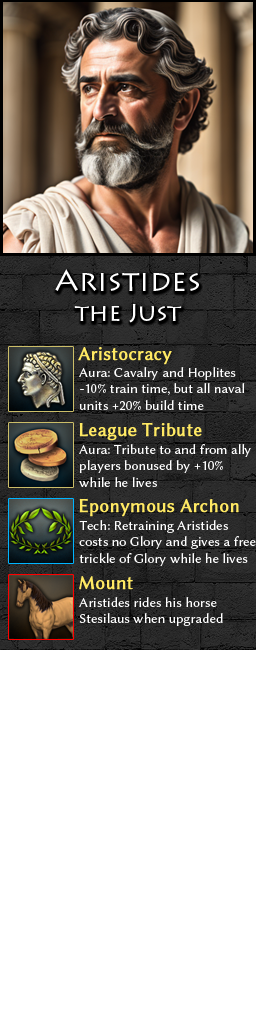 Aristides
the Just
Aristocracy
Aura: Cavalry and Hoplites
-10% train time, but all naval
units +20% build time
League Tribute
Aura: Tribute to and from ally
players bonused by +10%
while he lives
Eponymous Archon
Tech: Retraining Aristides
costs no Glory and gives a free
trickle of Glory while he lives
Mount
Aristides rides his horse
Stesilaus when upgraded